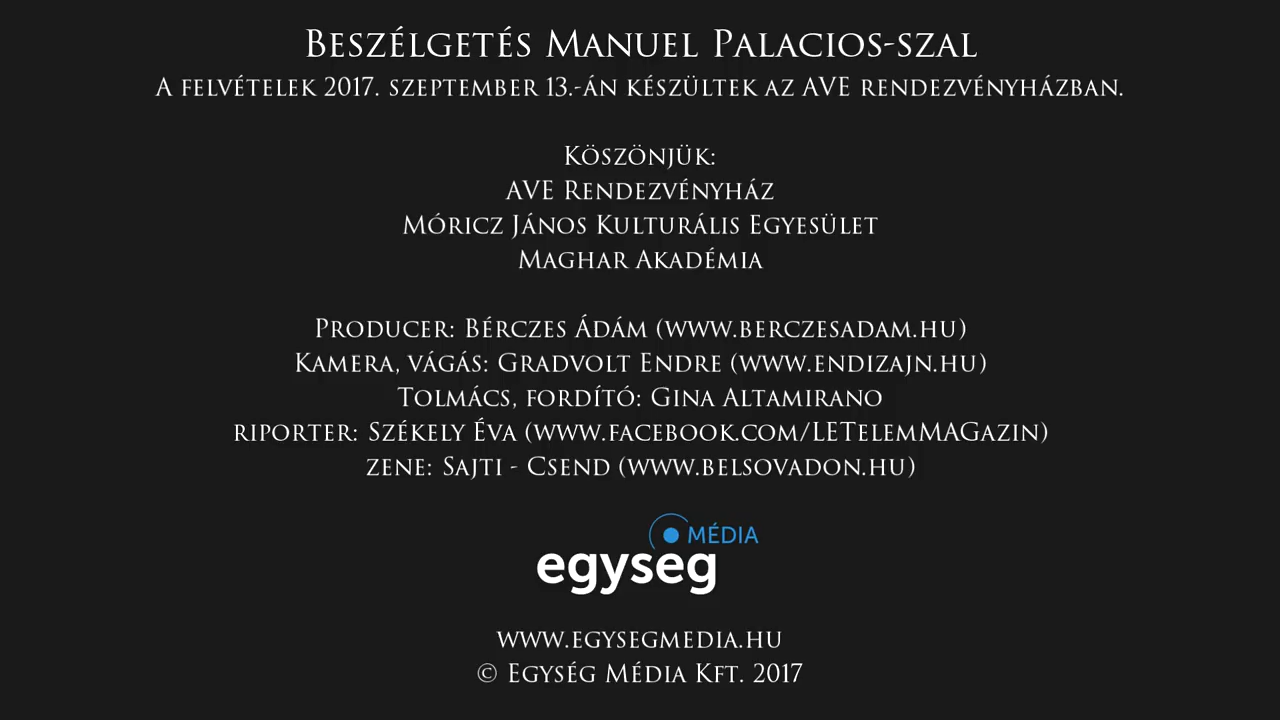 Beszélgetés Manuel Palacios-szal
A felvételek 2017. szeptember 13.-án készültek az AVE rendezvényházban.
Köszönjük:
AVE Rendezvényház
Móricz János Kulturális Egyesület
Maghar Akadémia
Producer: Bérczes Ádám (www.berczesadam.hu)
Kamera, vágás: Gradvolt Endre (www.endizajn.hu)
Tolmács, fordító: Gina Altamirano
riporter: Székely Éva (www.facebook.com/LETelemMAGazin)
zene: Sajti - Csend (www.belsovadon.hu)
MÉDIA
egység
www.egysegmedia.hu
© Egység Média Kft. 2017